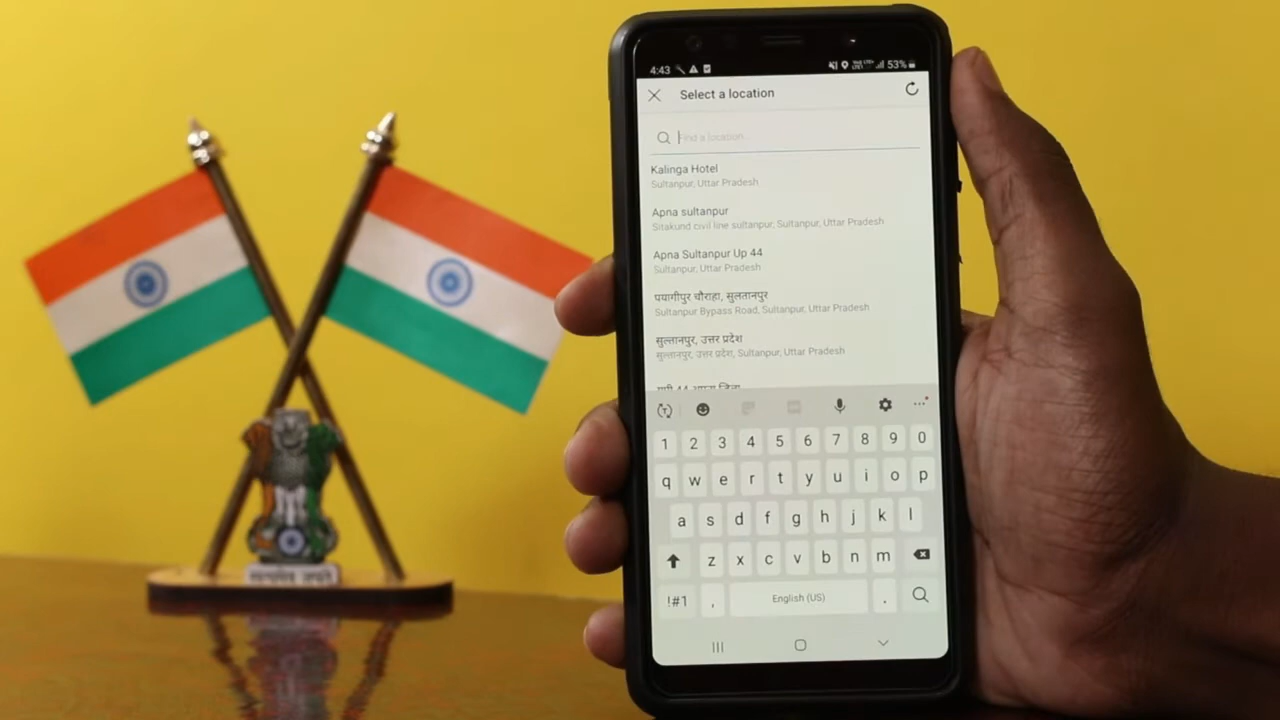 4:43
53%
Select a location
Find a location...
Kalinga Hotel
Sultanpur, Uttar Pradesh
Apna sultanpur
Sitakund civil line sultanpur, Sultanpur, Uttar Pradesh
Apna Sultanpur Up 44
Sultanpur, Uttar Pradesh
पयागीपुर चौराहा, सुलतानपुर
Sultanpur Bypass Road, Sultanpur, Uttar Pradesh
सुल्तानपुर, उत्तर प्रदेश
सुल्तानपुर, उत्तर प्रदेश, Sultanpur, Uttar Pradesh
1 2 3 4 5 6 7 8 9 0
q w e r t y u i o p
a s d f g h j k l
z x c v b n m
!#1 , English (US) .